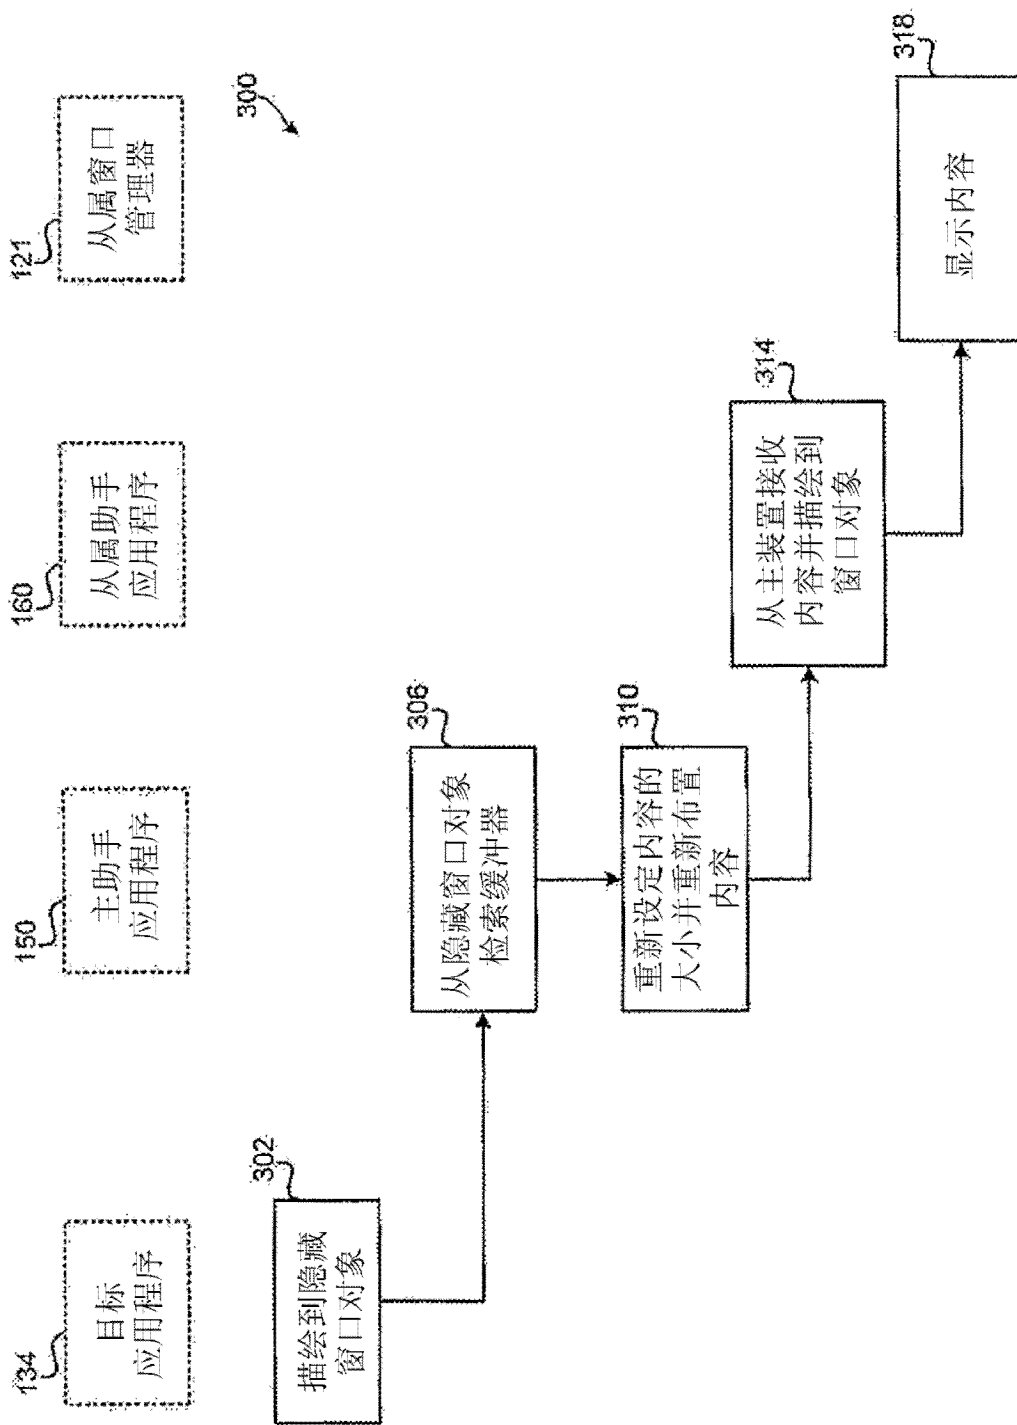 134
目标
应用程序
150
主助手
应用程序
160
从属助手
应用程序
121
从属窗口
管理器
300
302
描绘到隐藏
窗口对象
306
从隐藏窗口对象
检索缓冲器
310
重新设定内容的
大小并重新布置
内容
314
从主装置接收
内容并描绘到
窗口对象
318
显示内容